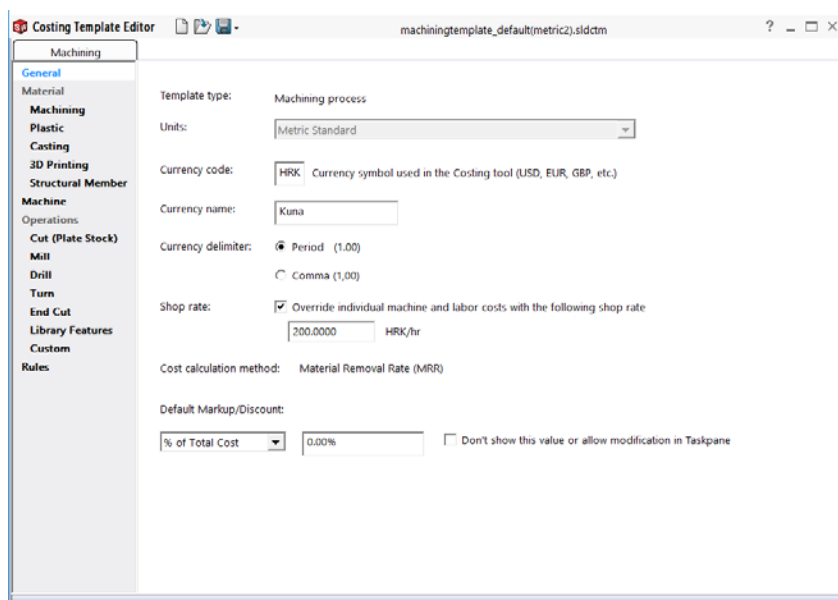 Costing Template Editor
machiningtemplate_default(metric2).sldctm
Machining
General
Material
Machining
Plastic
Casting
3D Printing
Structural Member
Machine
Operations
Cut (Plate Stock)
Mill
Drill
Turn
End Cut
Library Features
Custom
Rules
Template type: Machining process
Units: Metric Standard
Currency code: HRK Currency symbol used in the Costing tool (USD, EUR, GBP, etc.)
Currency name: Kuna
Currency delimiter: Period (1.00)
Comma (1,00)
Shop rate: Override individual machine and labor costs with the following shop rate
200.0000 HRK/hr
Cost calculation method: Material Removal Rate (MRR)
Default Markup/Discount:
% of Total Cost 0.00% Don't show this value or allow modification in Taskpane